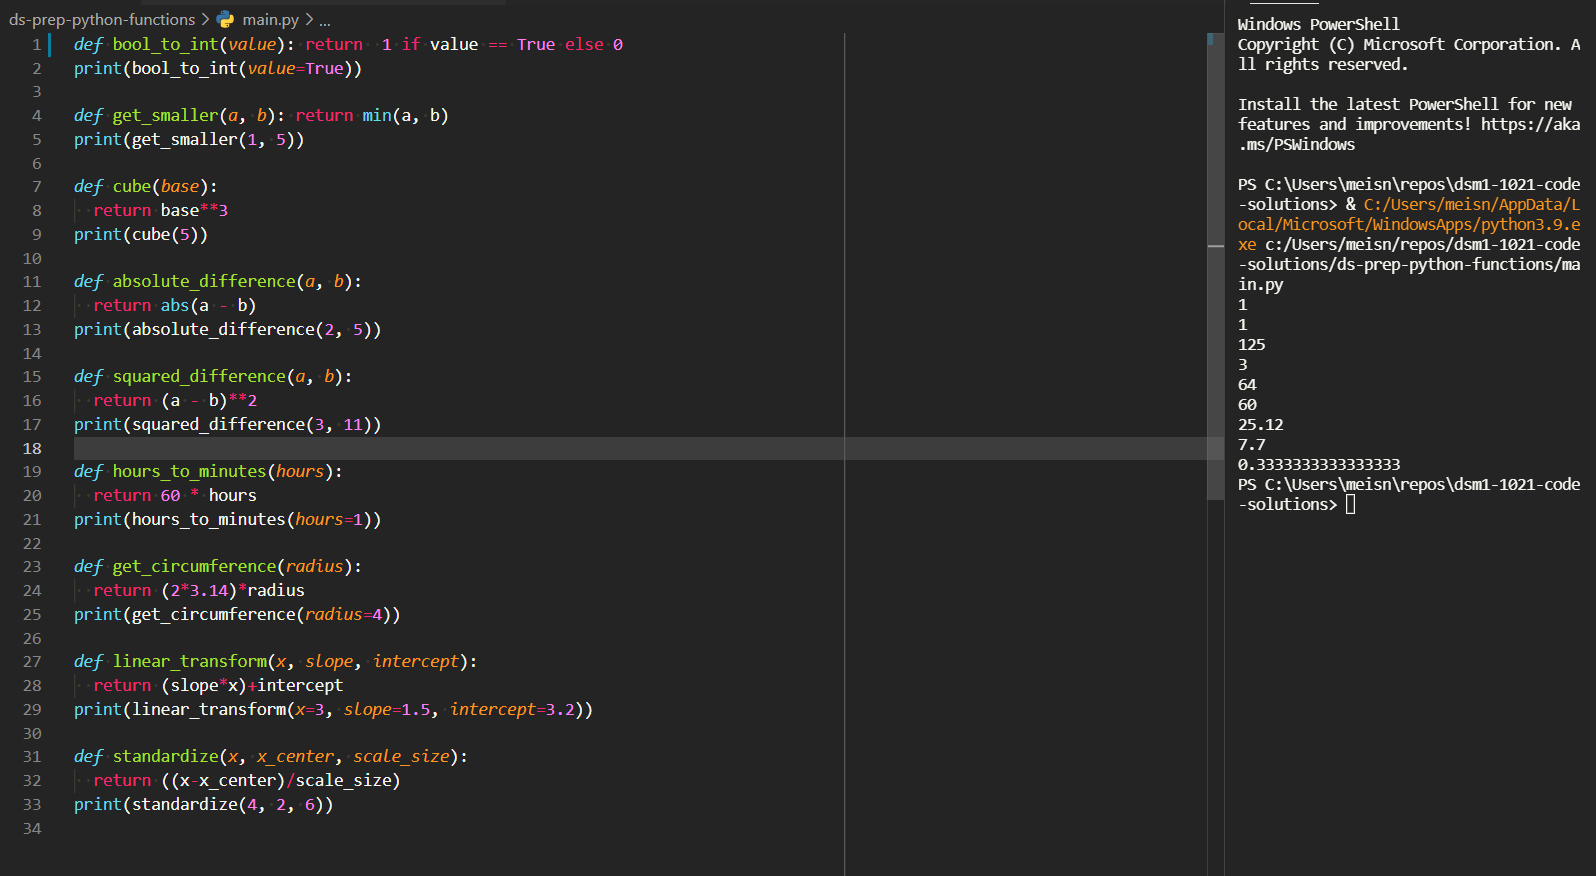 ds-prep-python-functions > main.py > ...
1 def bool_to_int(value): return  1 if value == True else 0
2 print(bool_to_int(value=True))
3
4 def get_smaller(a, b): return min(a, b)
5 print(get_smaller(1, 5))
6
7 def cube(base):
8   return base**3
9 print(cube(5))
10
11 def absolute_difference(a, b):
12   return abs(a - b)
13 print(absolute_difference(2, 5))
14
15 def squared_difference(a, b):
16   return (a - b)**2
17 print(squared_difference(3, 11))
18
19 def hours_to_minutes(hours):
20   return 60 * hours
21 print(hours_to_minutes(hours=1))
22
23 def get_circumference(radius):
24   return (2*3.14)*radius
25 print(get_circumference(radius=4))
26
27 def linear_transform(x, slope, intercept):
28   return (slope*x)+intercept
29 print(linear_transform(x=3, slope=1.5, intercept=3.2))
30
31 def standardize(x, x_center, scale_size):
32   return ((x-x_center)/scale_size)
33 print(standardize(4, 2, 6))
34
Windows PowerShell
Copyright (C) Microsoft Corporation. A
ll rights reserved.

Install the latest PowerShell for new
features and improvements! https://aka
.ms/PSWindows

PS C:\Users\meisn\repos\dsm1-1021-code
-solutions> & C:/Users/meisn/AppData/L
ocal/Microsoft/WindowsApps/python3.9.e
xe c:/Users/meisn/repos/dsm1-1021-code
-solutions/ds-prep-python-functions/ma
in.py
1
1
125
3
64
60
25.12
7.7
0.3333333333333333
PS C:\Users\meisn\repos\dsm1-1021-code
-solutions>